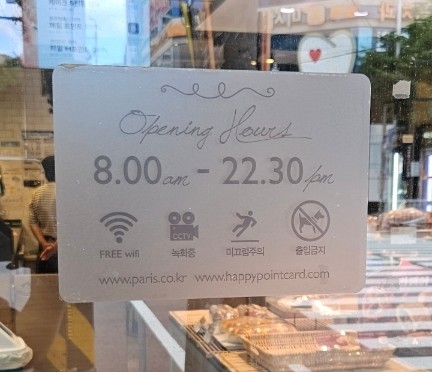 Opening Hours
8.00am - 22.30pm
CCTV
FREE wifi 녹화중 미끄럼주의 출입금지
www.paris.co.kr www.happypointcard.com